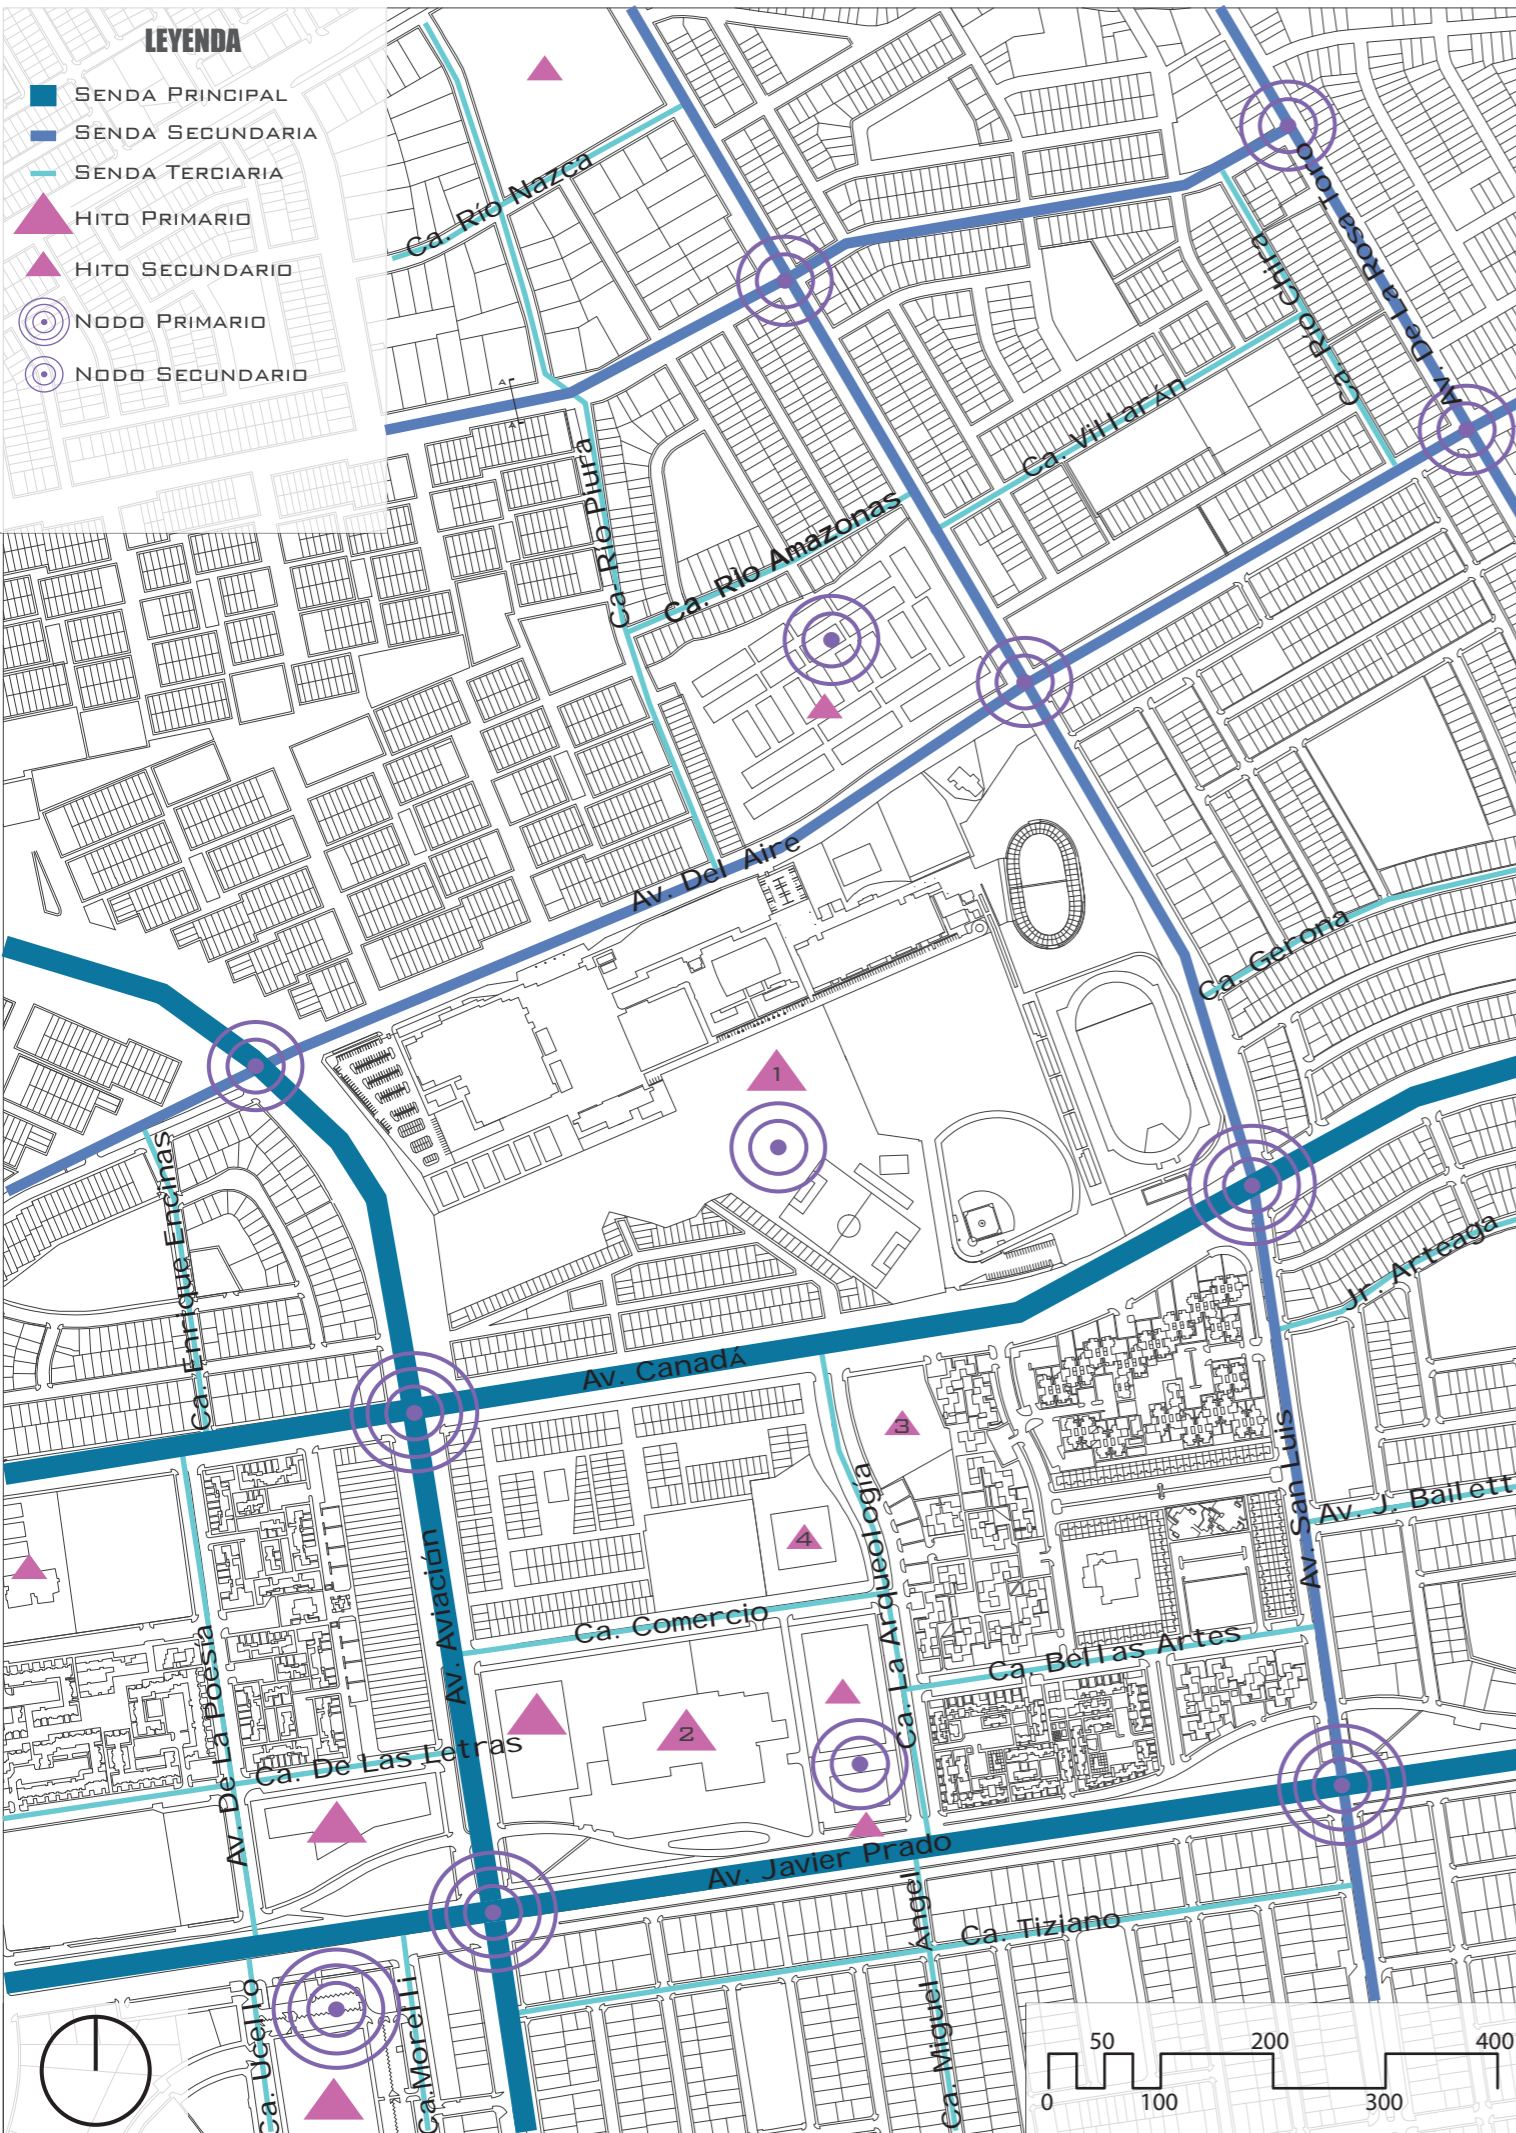 LEYENDA
SENDA PRINCIPAL
SENDA SECUNDARIA
SENDA TERCIARIA
HITO PRIMARIO
HITO SECUNDARIO
NODO PRIMARIO
NODO SECUNDARIO
Ca. Río Nazca
Av. De La Rosa Toro
Ca. Río Chira
Ca. Villarán
A
A
Ca. Río Piura
Ca. Rìo Amazonas
Av. Del Aire
Ca. Gerona
1
Ca. Enrique Encinas
Jr. Arteaga
Av. Canadá
3
4
Av. San Luis
Av. J. Bailett
Ca. La Arqueología
Av. Aviación
Ca. Comercio
Ca. Bellas Artes
2
Av. De La Poesía
Ca. De Las Letras
Av. Javier Prado
Ca. Miguel Ángel
Ca. Tiziano
Ca. Ucello
Ca. Morelli
50
200
400
0
100
300